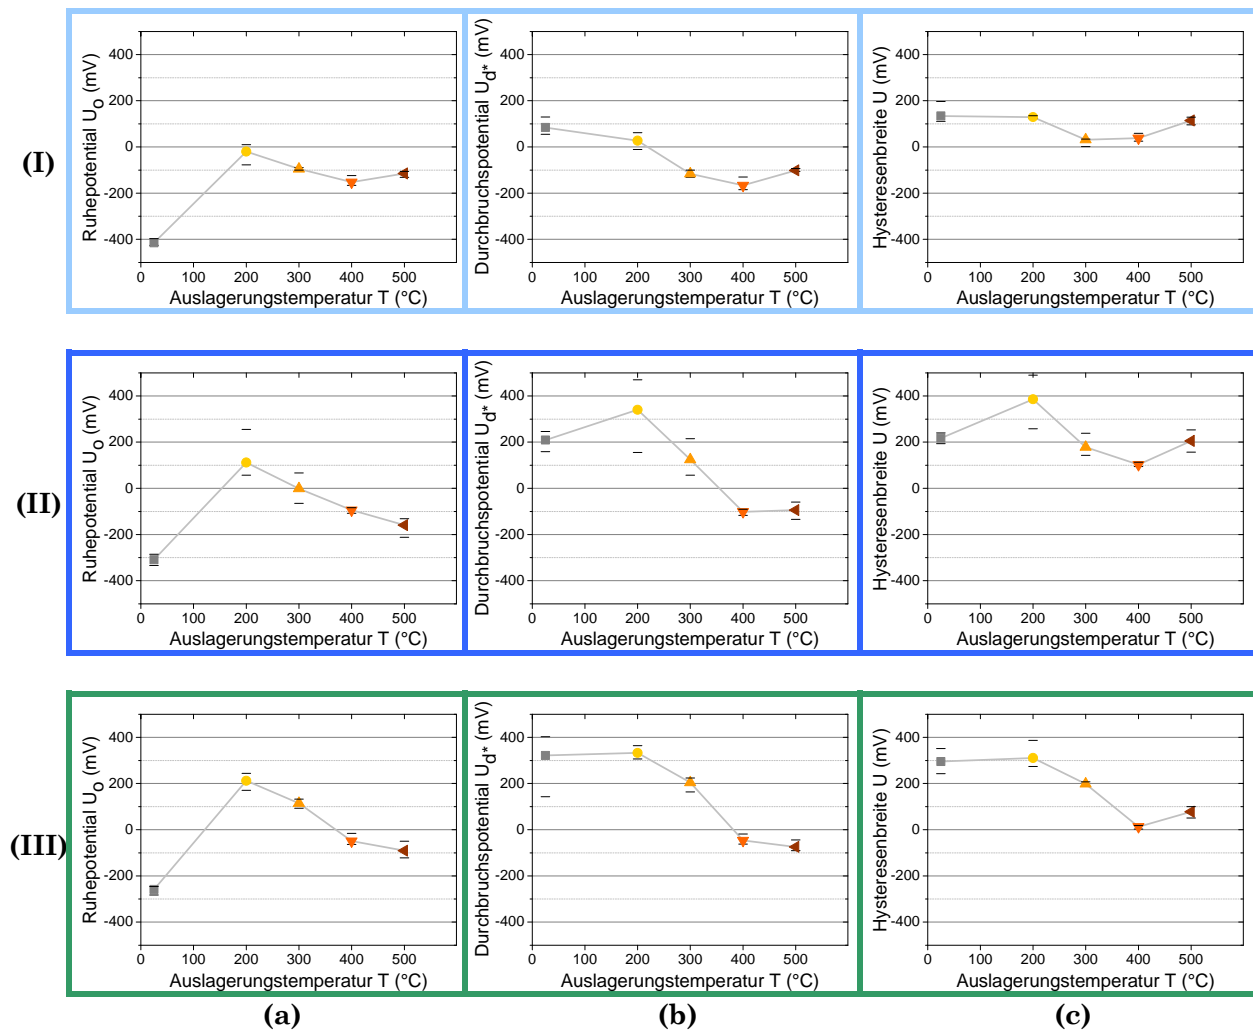 Ruhepotential U0 (mV)
400
200
0
-200
-400
0 100 200 300 400 500
Auslagerungstemperatur T (°C)
Durchbruchspotential Ud* (mV)
400
200
0
-200
-400
0 100 200 300 400 500
Auslagerungstemperatur T (°C)
Hysteresenbreite U (mV)
400
200
0
-200
-400
0 100 200 300 400 500
Auslagerungstemperatur T (°C)
(I)
Ruhepotential U0 (mV)
400
200
0
-200
-400
0 100 200 300 400 500
Auslagerungstemperatur T (°C)
Durchbruchspotential Ud* (mV)
400
200
0
-200
-400
0 100 200 300 400 500
Auslagerungstemperatur T (°C)
Hysteresenbreite U (mV)
400
200
0
-200
-400
0 100 200 300 400 500
Auslagerungstemperatur T (°C)
(II)
Ruhepotential U0 (mV)
400
200
0
-200
-400
0 100 200 300 400 500
Auslagerungstemperatur T (°C)
Durchbruchspotential Ud* (mV)
400
200
0
-200
-400
0 100 200 300 400 500
Auslagerungstemperatur T (°C)
Hysteresenbreite U (mV)
400
200
0
-200
-400
0 100 200 300 400 500
Auslagerungstemperatur T (°C)
(III)
(a)
(b)
(c)